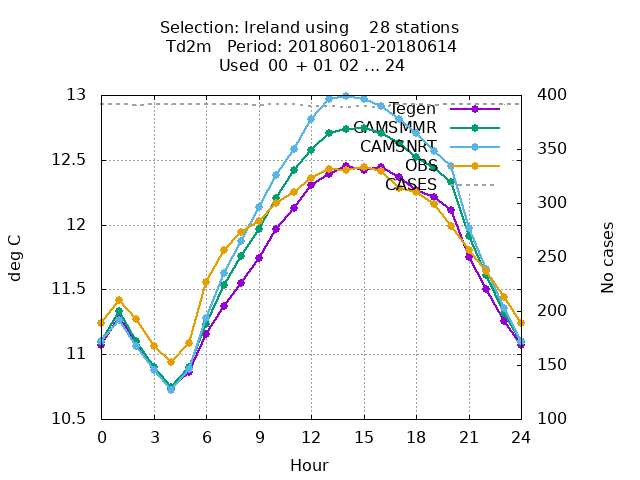 Selection: Ireland using    28 stations
Td2m   Period: 20180601-20180614
Used  00 + 01 02 ... 24
13
12.5
12
11.5
11
10.5
400
350
300
250
200
150
100
deg C
No cases
Tegen
CAMSMMR
CAMSNRT
OBS
CASES
0 3 6 9 12 15 18 21 24
Hour